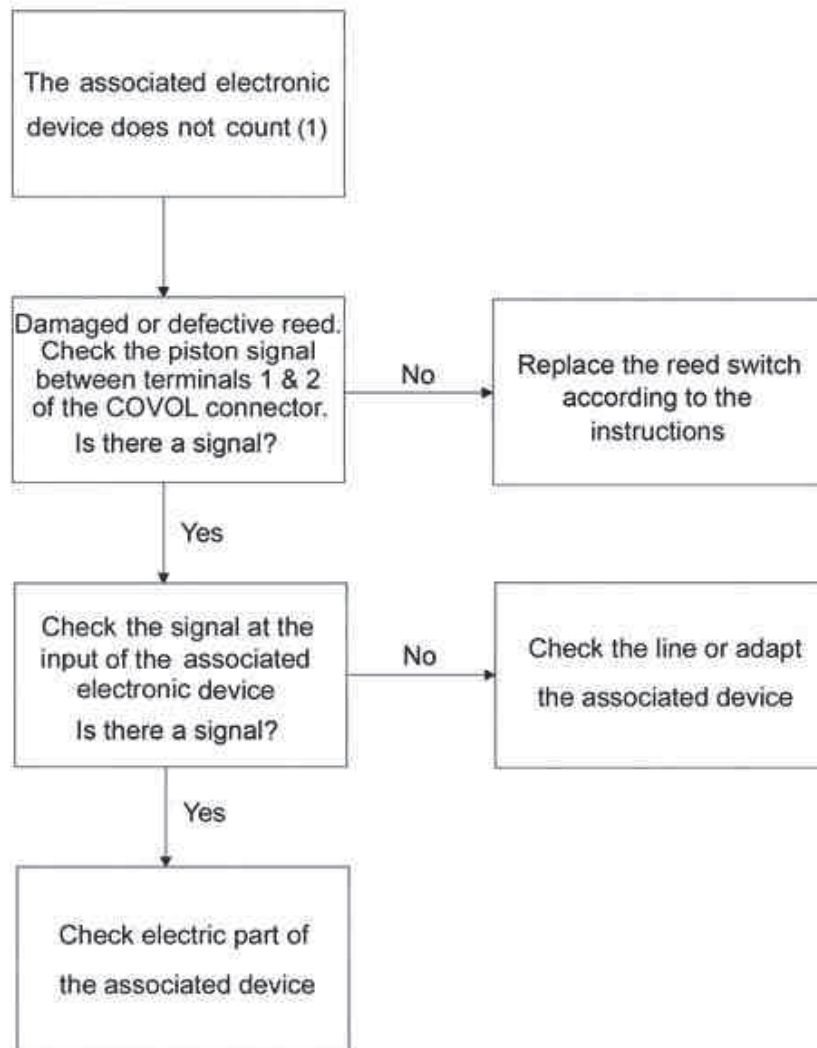 The associated electronic
device does not count (1)
Damaged or defective reed.
Check the piston signal
between terminals 1 & 2
of the COVOL connector.
Is there a signal?
No
Replace the reed switch
according to the
instructions
Yes
Check the signal at the
input of the associated
electronic device
Is there a signal?
No
Check the line or adapt
the associated device
Yes
Check electric part of
the associated device